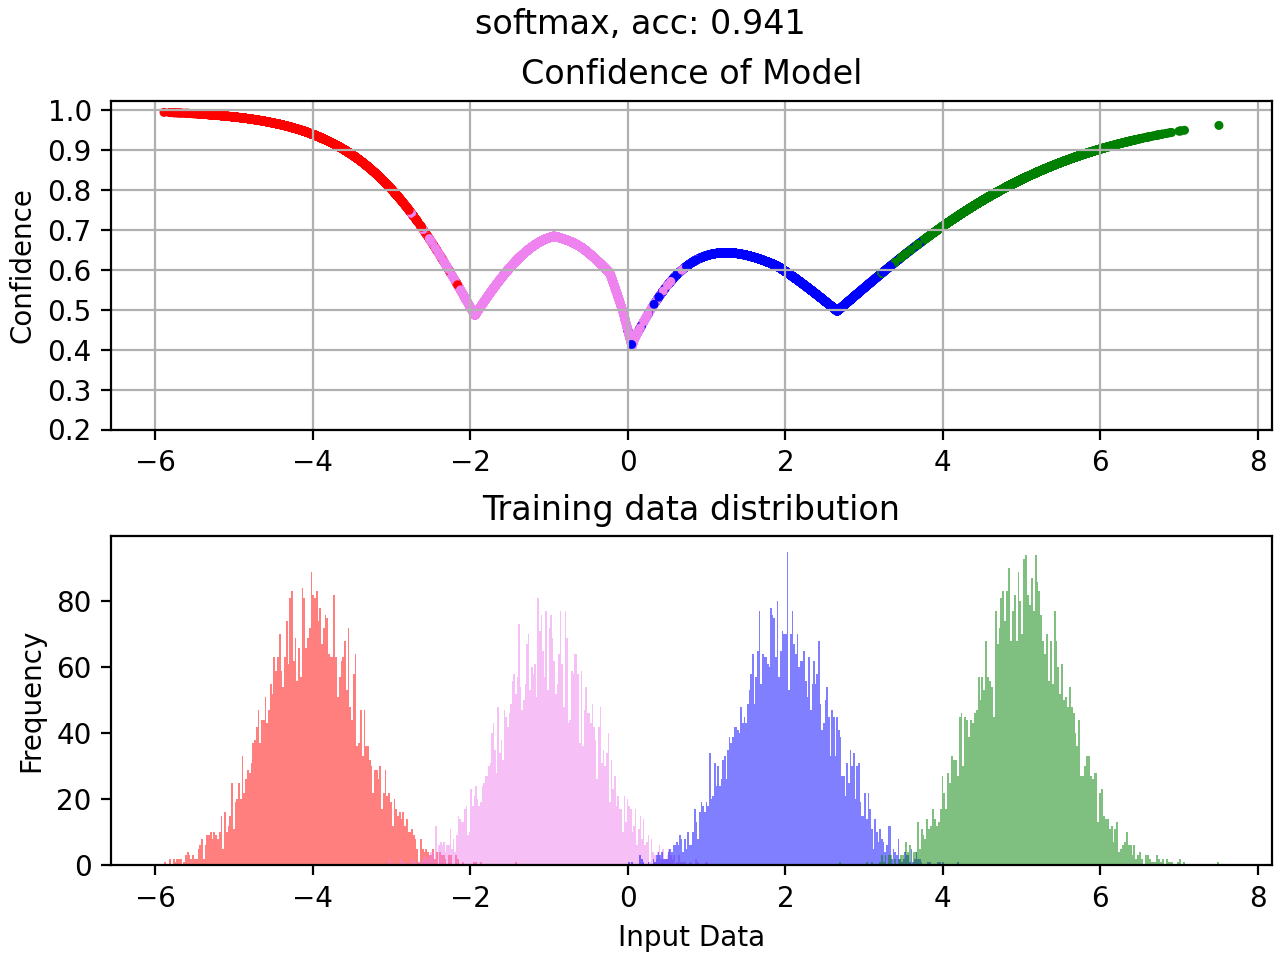 softmax, acc: 0.941
Confidence of Model
Confidence
1.0
0.9
0.8
0.7
0.6
0.5
0.4
0.3
0.2
−6 −4 −2 0 2 4 6 8
Training data distribution
Frequency
80
60
40
20
0
−6 −4 −2 0 2 4 6 8
Input Data